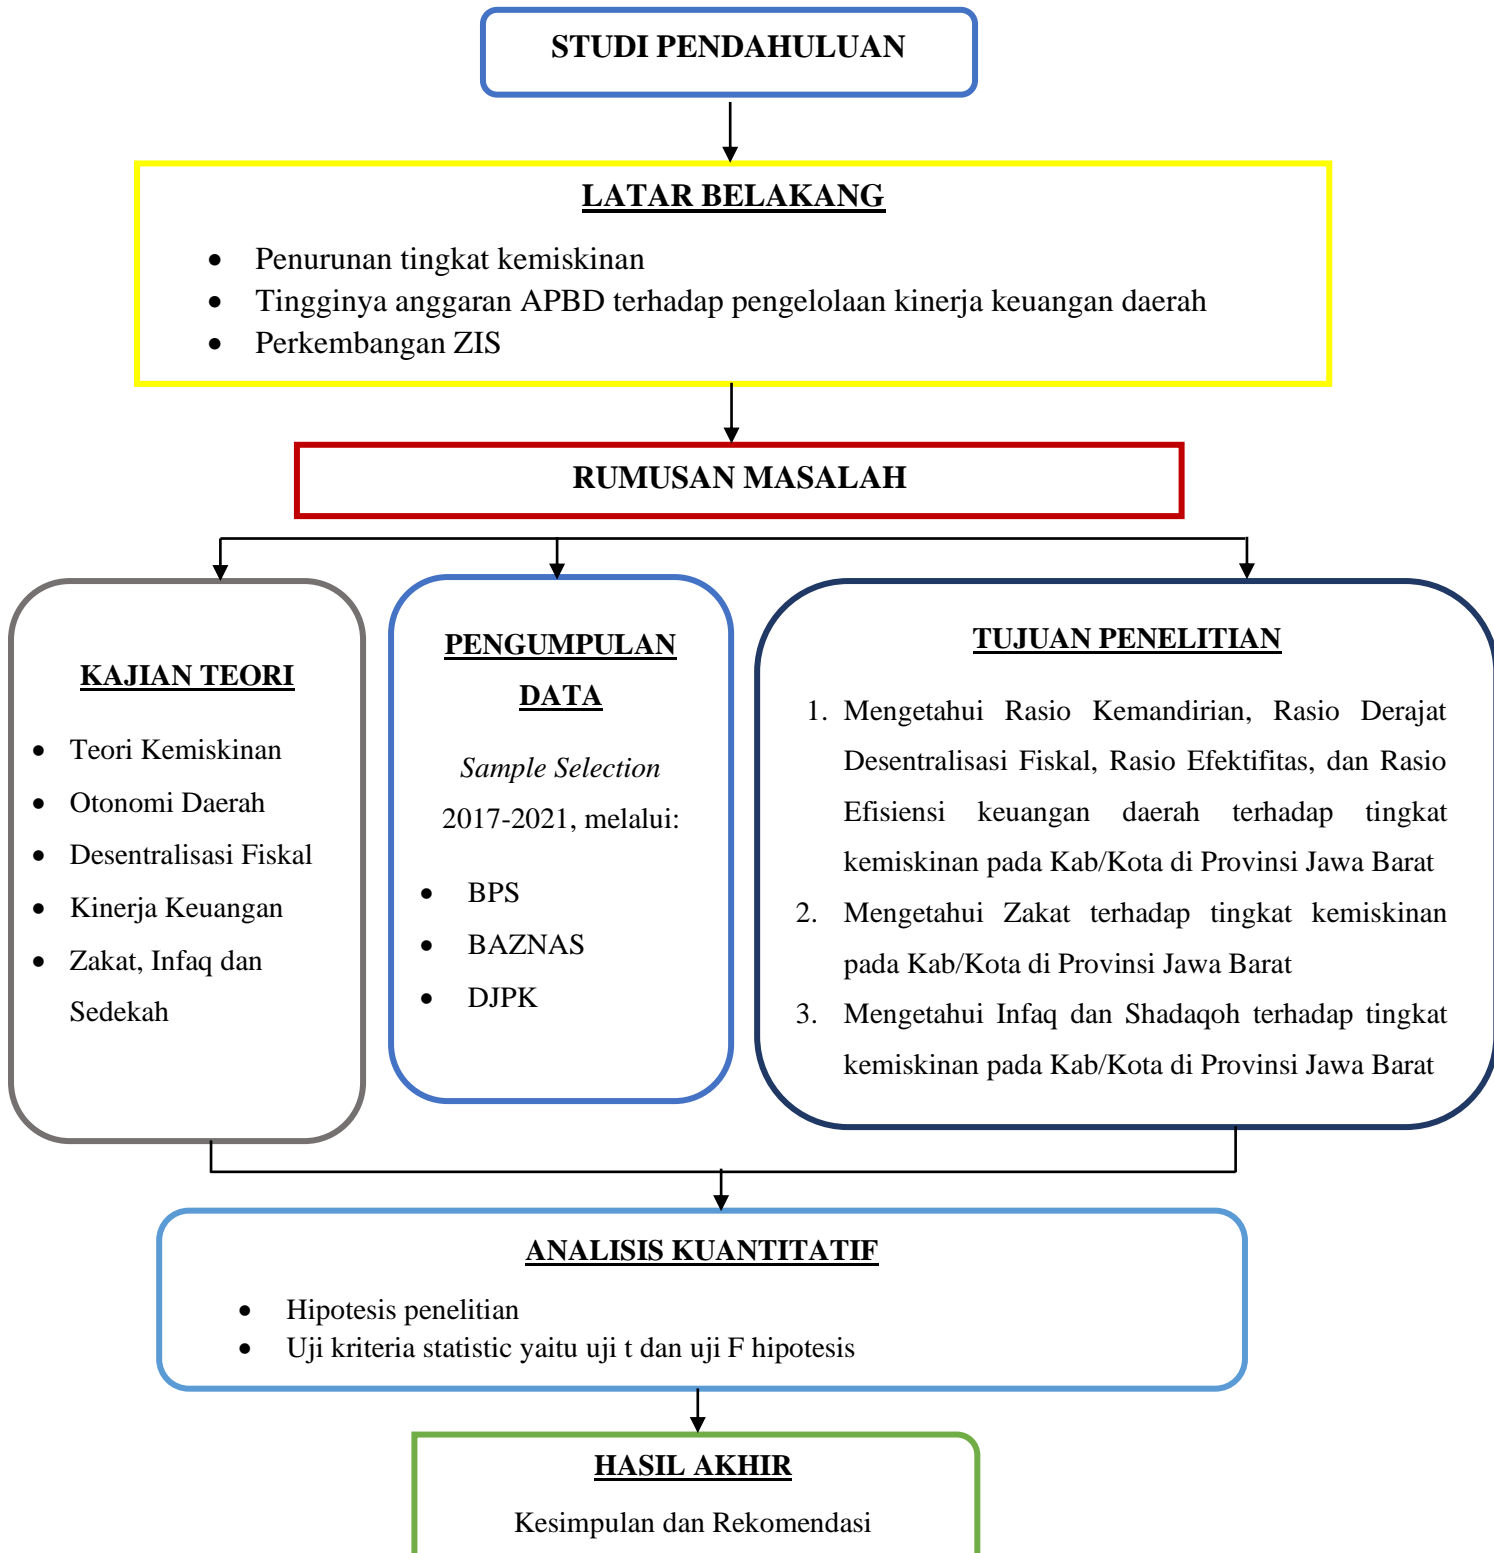 STUDI PENDAHULUAN
LATAR BELAKANG
• Penurunan tingkat kemiskinan
• Tingginya anggaran APBD terhadap pengelolaan kinerja keuangan daerah
• Perkembangan ZIS
RUMUSAN MASALAH
KAJIAN TEORI
• Teori Kemiskinan
• Otonomi Daerah
• Desentralisasi Fiskal
• Kinerja Keuangan
• Zakat, Infaq dan
Sedekah
PENGUMPULAN
DATA
Sample Selection
2017-2021, melalui:
• BPS
• BAZNAS
• DJPK
TUJUAN PENELITIAN
1. Mengetahui Rasio Kemandirian, Rasio Derajat
Desentralisasi Fiskal, Rasio Efektifitas, dan Rasio
Efisiensi keuangan daerah terhadap tingkat
kemiskinan pada Kab/Kota di Provinsi Jawa Barat
2. Mengetahui Zakat terhadap tingkat kemiskinan
pada Kab/Kota di Provinsi Jawa Barat
3. Mengetahui Infaq dan Shadaqoh terhadap tingkat
kemiskinan pada Kab/Kota di Provinsi Jawa Barat
ANALISIS KUANTITATIF
• Hipotesis penelitian
• Uji kriteria statistic yaitu uji t dan uji F hipotesis
HASIL AKHIR
Kesimpulan dan Rekomendasi